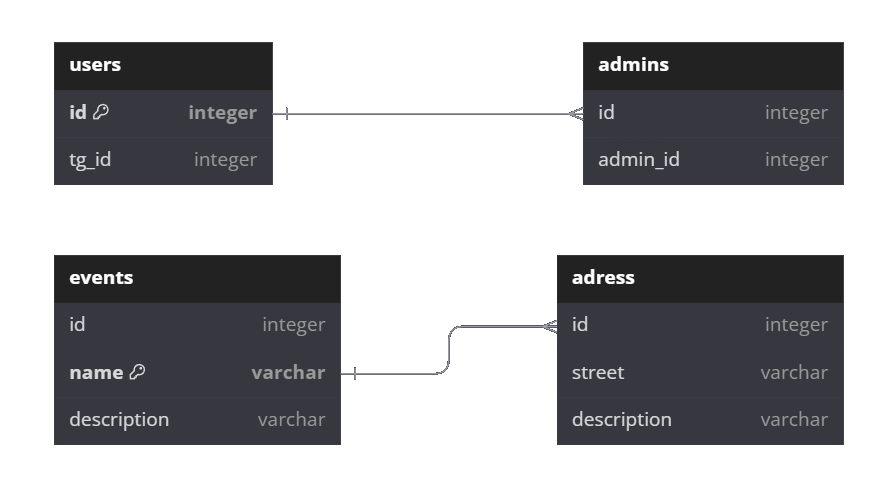 users
id integer
tg_id integer
admins
id integer
admin_id integer
events
id integer
name varchar
description varchar
adress
id integer
street varchar
description varchar